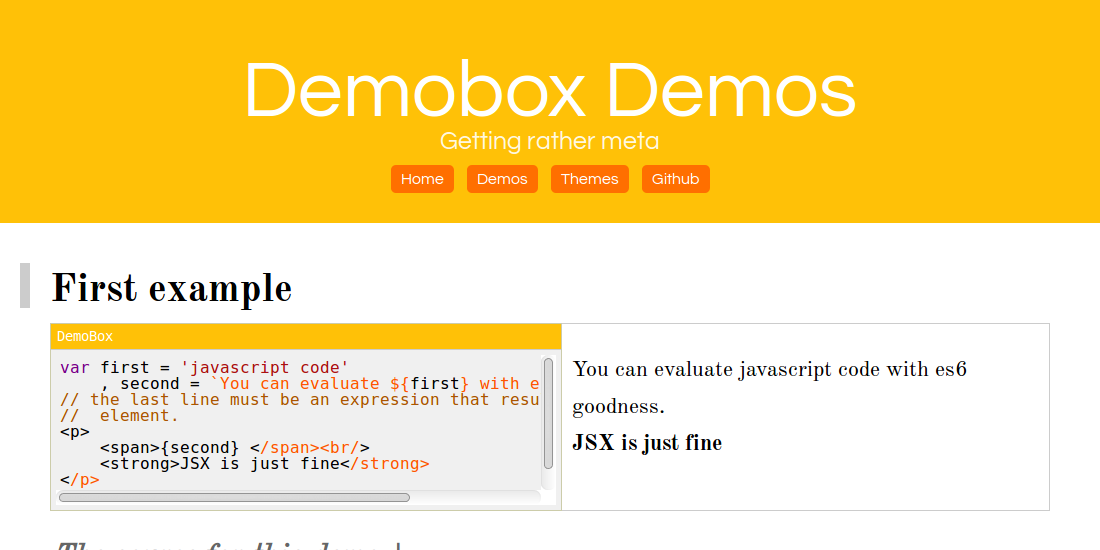 Demobox Demos
Getting rather meta
Home Demos Themes Github
First example
DemoBox
var first = 'javascript code'
    , second = `You can evaluate ${first} with e
// the last line must be an expression that resu
//  element.
<p>
    <span>{second} </span><br/>
    <strong>JSX is just fine</strong>
</p>
You can evaluate javascript code with es6
goodness.
JSX is just fine